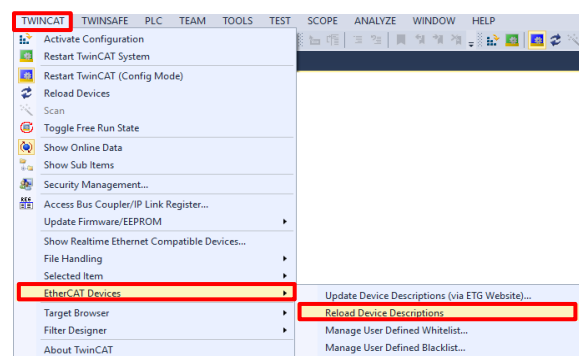 TWINCAT TWINSAFE PLC TEAM TOOLS TEST SCOPE ANALYZE WINDOW HELP
Activate Configuration
Restart TwinCAT System
Restart TwinCAT (Config Mode)
Reload Devices
Scan
Toggle Free Run State
Show Online Data
Show Sub Items
Security Management...
Access Bus Coupler/IP Link Register...
Update Firmware/EEPROM
Show Realtime Ethernet Compatible Devices...
File Handling
Selected Item
EtherCAT Devices
Update Device Descriptions (via ETG Website)...
Target Browser
Reload Device Descriptions
Filter Designer
Manage User Defined Whitelist...
About TwinCAT
Manage User Defined Blacklist...